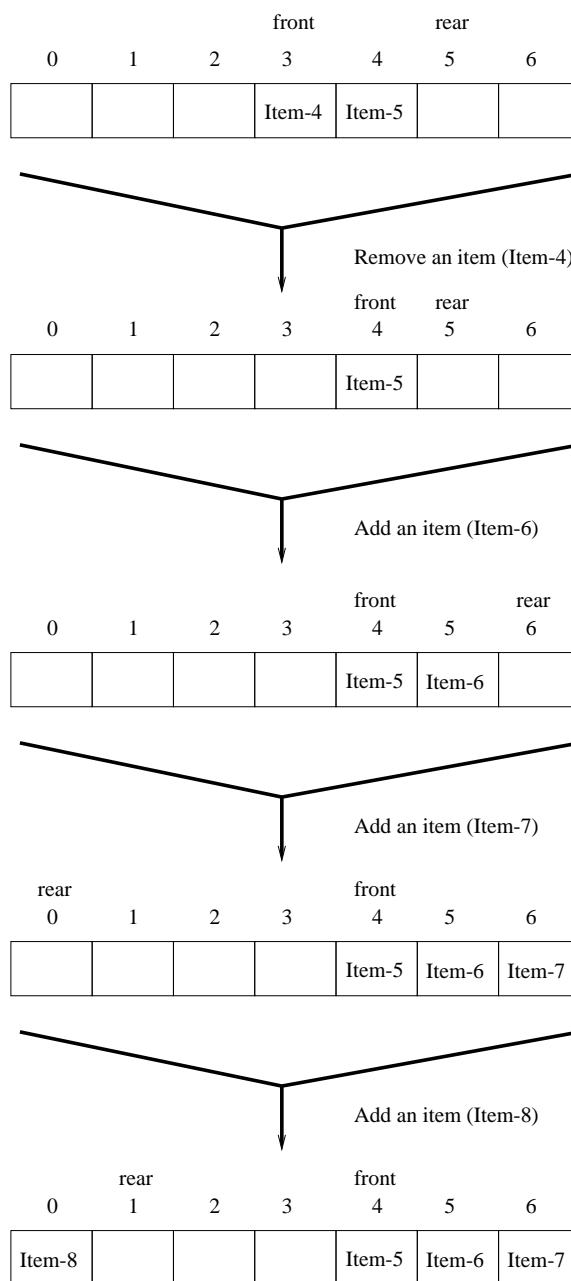 front rear
0 1 2 3 4 5 6
Item-4 Item-5
Remove an item (Item-4)
front rear
0 1 2 3 4 5 6
Item-5
Add an item (Item-6)
front rear
0 1 2 3 4 5 6
Item-5 Item-6
Add an item (Item-7)
rear front
0 1 2 3 4 5 6
Item-5 Item-6 Item-7
Add an item (Item-8)
rear front
0 1 2 3 4 5 6
Item-8 Item-5 Item-6 Item-7